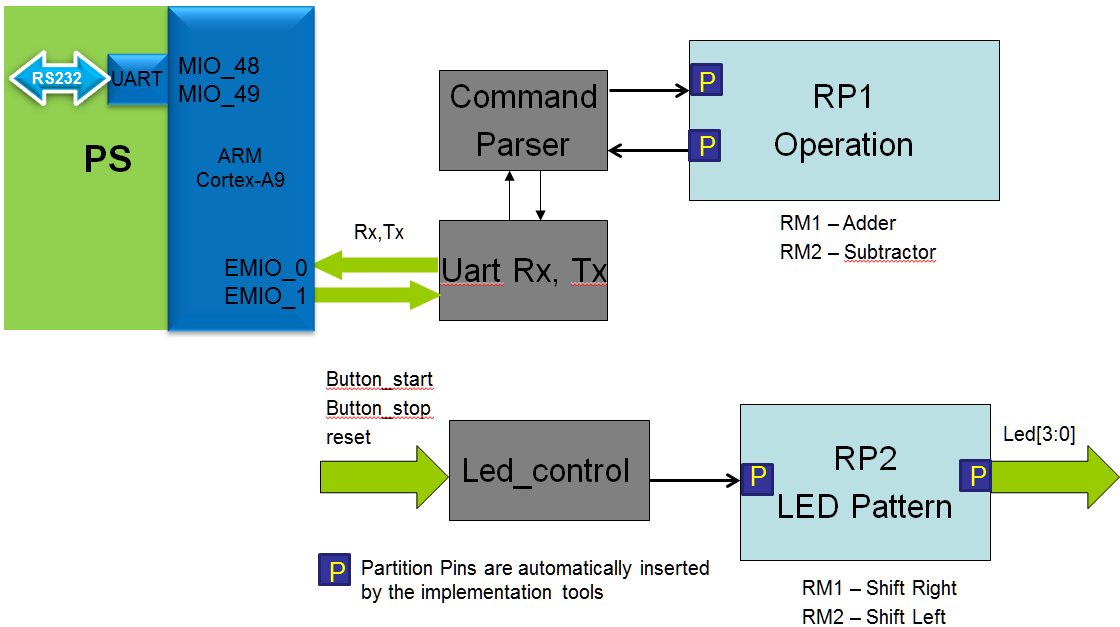 RS232
UART
MIO_48
MIO_49
PS
ARM
Cortex-A9
EMIO_0
EMIO_1
Rx,Tx
Command
Parser
Uart Rx, Tx
P
P
RP1
Operation
RM1 – Adder
RM2 – Subtractor
Button_start
Button_stop
reset
Led_control
P
RP2
LED Pattern
P
Led[3:0]
RM1 – Shift Right
RM2 – Shift Left
P
Partition Pins are automatically inserted
by the implementation tools